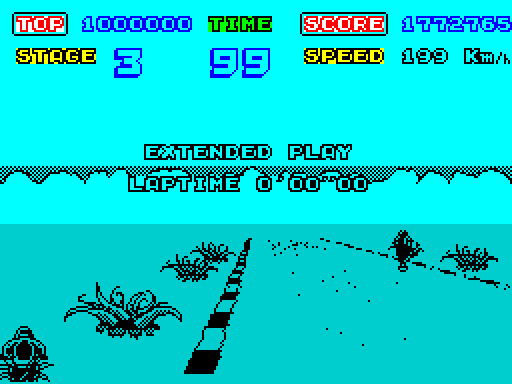 TOP 1000000 TIME SCORE 1772765
STAGE 3 99 SPEED 199 Km/h
EXTENDED PLAY
LAPTIME 0'00"00